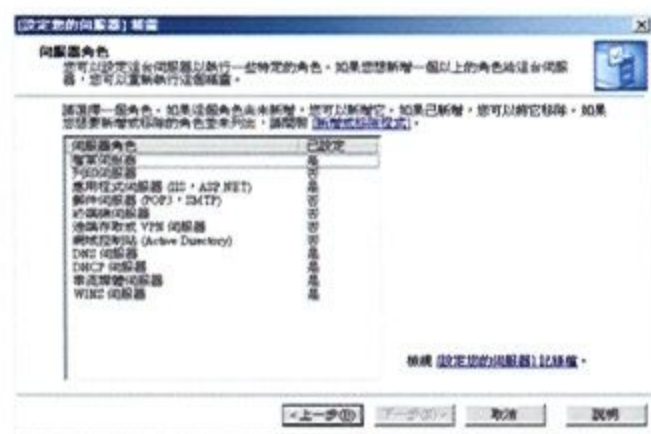 [設定您的伺服器] 精靈
伺服器角色
您可以設定這台伺服器以執行一些特定的角色。如果您想新增一個以上的角色給這台伺服
器，您可以重新執行這個精靈。
請選擇一個角色。如果這個角色尚未新增，您可以新增它。如果已新增，您可以將它移除。如果
您想要新增或移除的角色並未列出，請開啟 [新增或移除程式]。
伺服器角色 已設定
檔案伺服器 是
列印伺服器 否
應用程式伺服器 (IIS，ASP.NET) 是
郵件伺服器 (POP3，SMTP) 否
終端機伺服器 否
遠端存取或 VPN 伺服器 否
網域控制站 (Active Directory) 否
DNS 伺服器 是
DHCP 伺服器 是
串流媒體伺服器 是
WINS 伺服器 是
檢視 [設定您的伺服器] 記錄檔。
<上一步(B) 下一步(N)> 取消 說明